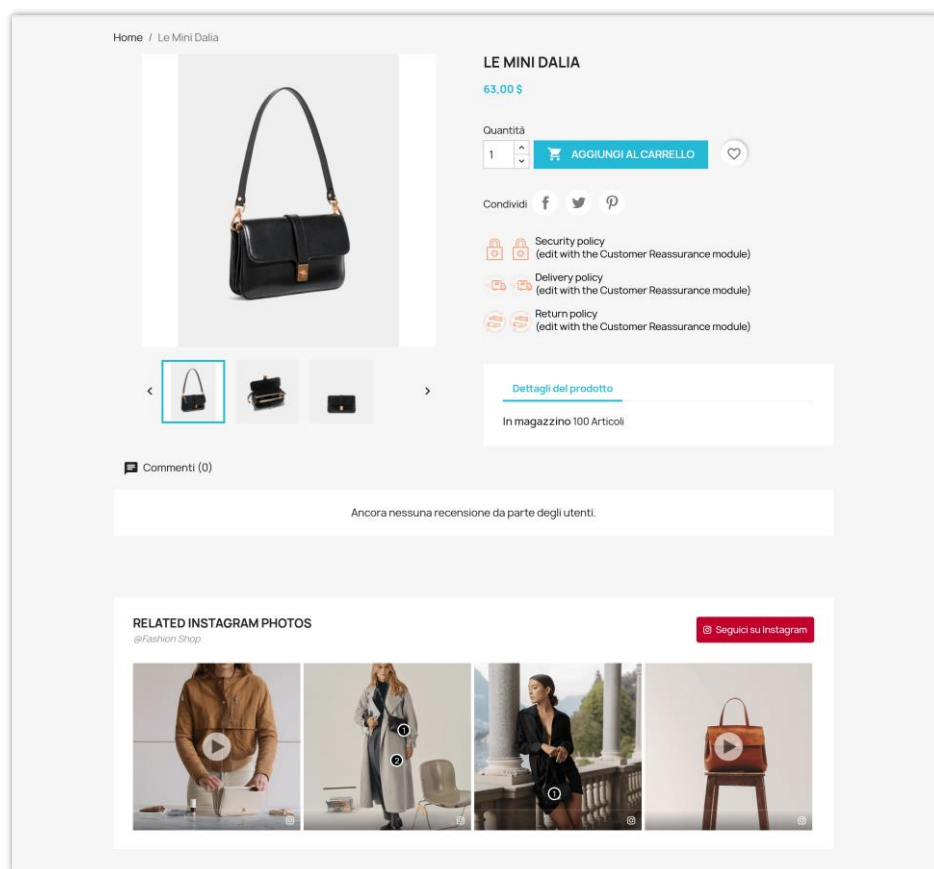 Home / Le Mini Dalia
LE MINI DALIA
63,00 $
Quantità
1
AGGIUNGI AL CARRELLO
Condividi
Security policy
(edit with the Customer Reassurance module)
Delivery policy
(edit with the Customer Reassurance module)
Return policy
(edit with the Customer Reassurance module)
Dettagli del prodotto
In magazzino 100 Articoli
Commenti (0)
Ancora nessuna recensione da parte degli utenti.
RELATED INSTAGRAM PHOTOS
@Fashion Shop
Seguici su Instagram
1
2
1